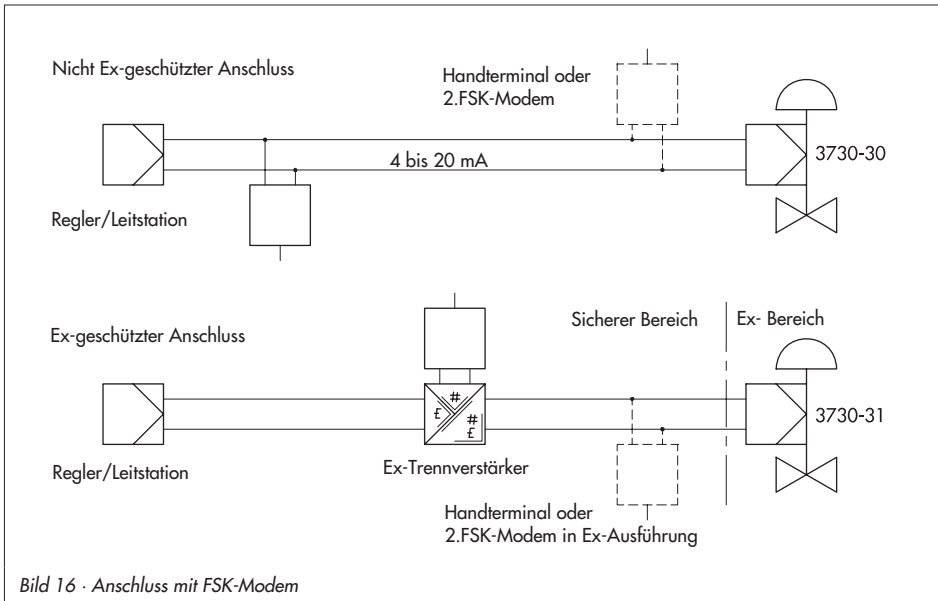 Nicht Ex-geschützter Anschluss
Handterminal oder
2.FSK-Modem
4 bis 20 mA
3730-30
Regler/Leitstation
Ex-geschützter Anschluss
Sicherer Bereich
Ex- Bereich
#
£
#
£
3730-31
Regler/Leitstation
Ex-Trennverstärker
Handterminal oder
2.FSK-Modem in Ex-Ausführung
Bild 16 · Anschluss mit FSK-Modem